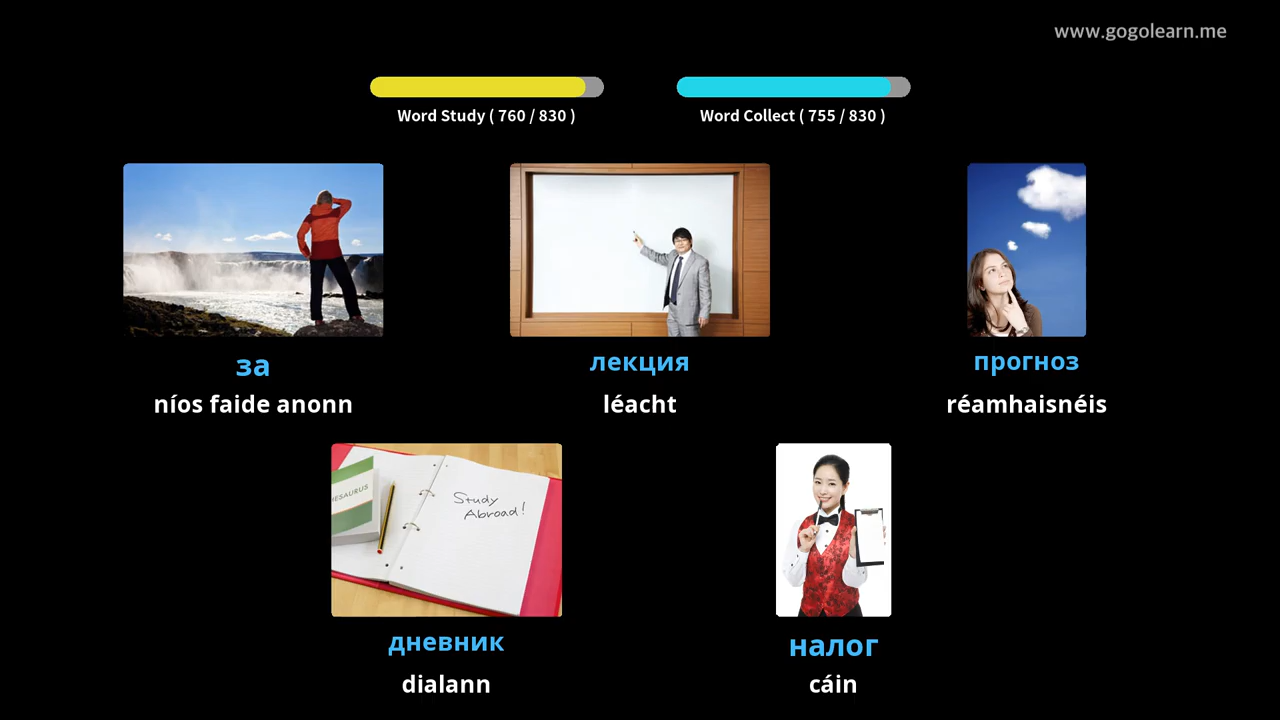 www.gogolearn.me
Word Study ( 760 / 830 )
Word Collect ( 755 / 830 )
за
níos faide anonn
лекция
léacht
прогноз
réamhaisnéis
HESAURUS
Study
Abroad!
дневник
dialann
налог
cáin